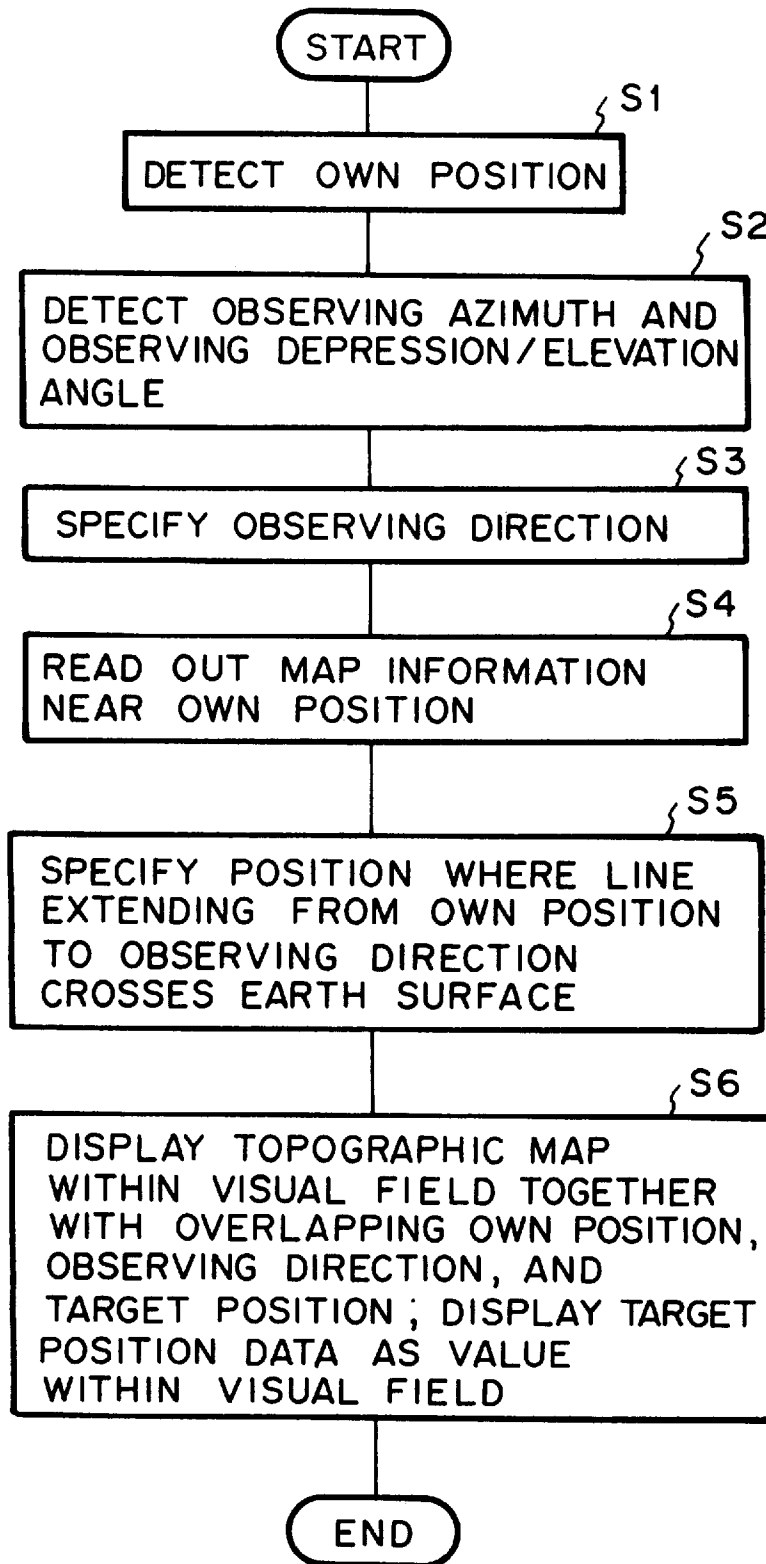 START
S1
DETECT OWN POSITION
S2
DETECT OBSERVING AZIMUTH AND
OBSERVING DEPRESSION/ELEVATION
ANGLE
S3
SPECIFY OBSERVING DIRECTION
S4
READ OUT MAP INFORMATION
NEAR OWN POSITION
S5
SPECIFY POSITION WHERE LINE
EXTENDING FROM OWN POSITION
TO OBSERVING DIRECTION
CROSSES EARTH SURFACE
S6
DISPLAY TOPOGRAPHIC MAP
WITHIN VISUAL FIELD TOGETHER
WITH OVERLAPPING OWN POSITION,
OBSERVING DIRECTION, AND
TARGET POSITION; DISPLAY TARGET
POSITION DATA AS VALUE
WITHIN VISUAL FIELD
END